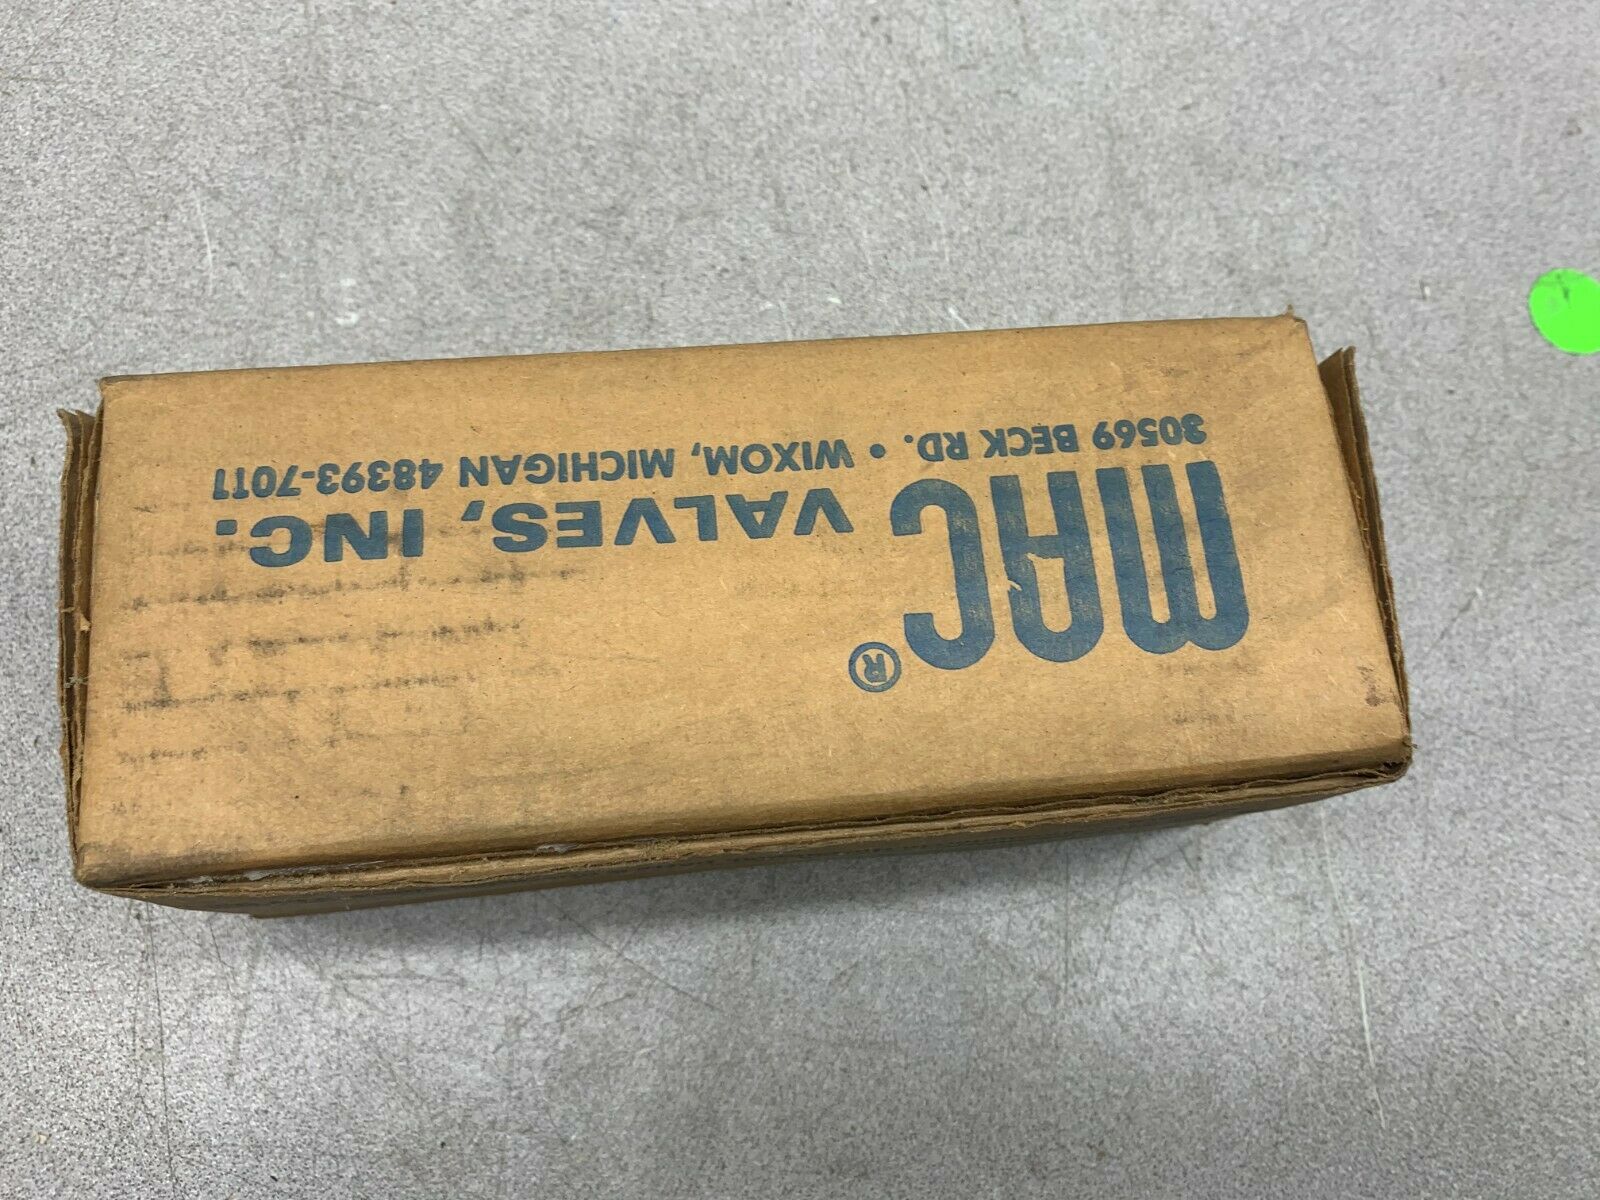 MAC® VALVES, INC.
30569 BECK RD. • WIXOM, MICHIGAN 48393-7011